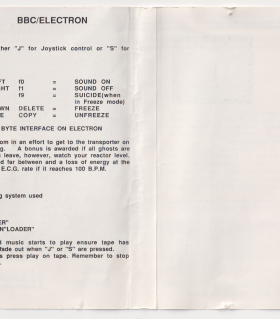 BBC/ELECTRON
her "J" for Joystick control or "S" for
FT f0 = SOUND ON
GHT f1 = SOUND OFF
f9 = SUICIDE(when
in Freeze mode)
WN DELETE = FREEZE
E COPY = UNFREEZE
BYTE INTERFACE ON ELECTRON
om in an effort to get to the transporter on
g. A bonus is awarded if all ghosts are
leave, however, watch your reactor level.
d far between and a loss of energy at the
E.C.G. rate if it reaches 100 B.P.M.
g system used
ER"
N"LOADER"
d music starts to play ensure tape has
fade out when "J" or "S" are pressed.
s press play on tape. Remember to stop